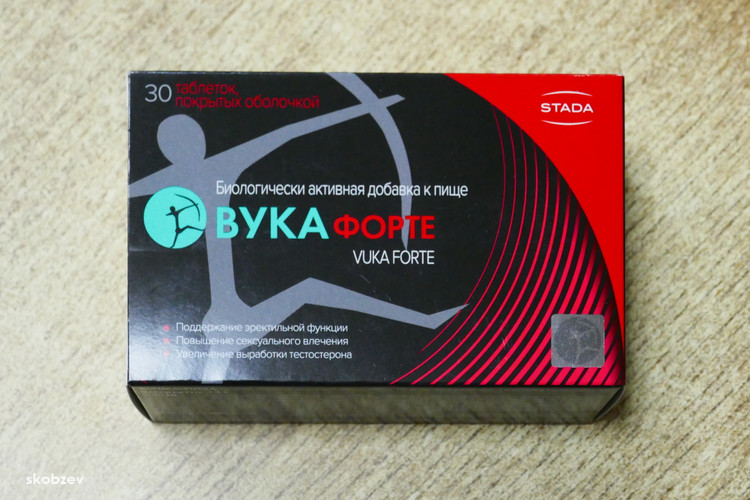 30 таблеток,
покрытых оболочкой
STADA
Биологически активная добавка к пище
ВУКА ФОРТЕ
VUKA FORTE
Поддержание эректильной функции
Повышение сексуального влечения
Увеличение выработки тестостерона
skobzev